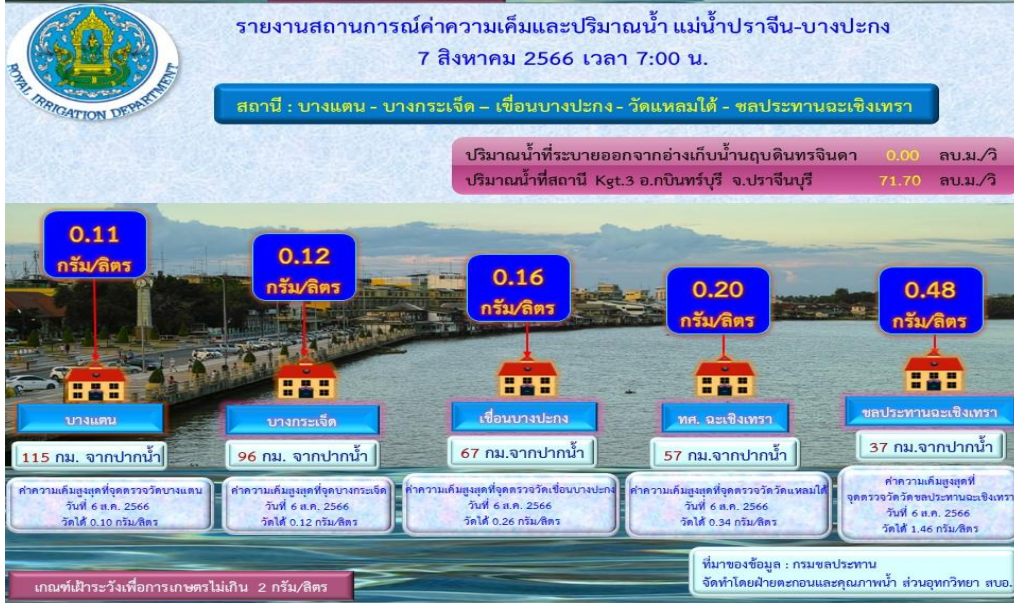 รายงานสถานการณ์ค่าความเค็มและปริมาณน้ำ แม่น้ำปราจีน-บางปะกง
7 สิงหาคม 2566 เวลา 7:00 น.
ROYAL IRRIGATION DEPARTMENT
สถานี : บางแตน - บางกระเจ็ด – เขื่อนบางปะกง - วัดแหลมใต้ - ชลประทานฉะเชิงเทรา
ปริมาณน้ำที่ระบายออกจากอ่างเก็บน้ำนฤบดินทรจินดา 0.00 ลบ.ม./วิ
ปริมาณน้ำที่สถานี Kgt.3 อ.กบินทร์บุรี จ.ปราจีนบุรี 71.70 ลบ.ม./วิ
0.11
กรัม/ลิตร
0.12
กรัม/ลิตร
0.16
กรัม/ลิตร
0.20
กรัม/ลิตร
0.48
กรัม/ลิตร
บางแตน
บางกระเจ็ด
เขื่อนบางปะกง
ทศ. ฉะเชิงเทรา
ชลประทานฉะเชิงเทรา
115 กม. จากปากน้ำ
96 กม. จากปากน้ำ
67 กม.จากปากน้ำ
57 กม.จากปากน้ำ
37 กม.จากปากน้ำ
ค่าความเค็มสูงสุดที่จุดตรวจวัดบางแตน
วันที่ 6 ส.ค. 2566
วัดได้ 0.10 กรัม/ลิตร
ค่าความเค็มสูงสุดที่จุดบางกระเจ็ด
วันที่ 6 ส.ค. 2566
วัดได้ 0.12 กรัม/ลิตร
ค่าความเค็มสูงสุดที่จุดตรวจวัดเขื่อนบางปะกง
วันที่ 6 ส.ค. 2566
วัดได้ 0.26 กรัม/ลิตร
ค่าความเค็มสูงสุดที่จุดตรวจวัดวัดแหลมใต้
วันที่ 6 ส.ค. 2566
วัดได้ 0.34 กรัม/ลิตร
ค่าความเค็มสูงสุดที่
จุดตรวจวัดวัดชลประทานฉะเชิงเทรา
วันที่ 6 ส.ค. 2566
วัดได้ 1.46 กรัม/ลิตร
เกณฑ์เฝ้าระวังเพื่อการเกษตรไม่เกิน 2 กรัม/ลิตร
ที่มาของข้อมูล : กรมชลประทาน
จัดทำโดยฝ่ายตะกอนและคุณภาพน้ำ ส่วนอุทกวิทยา สบอ.